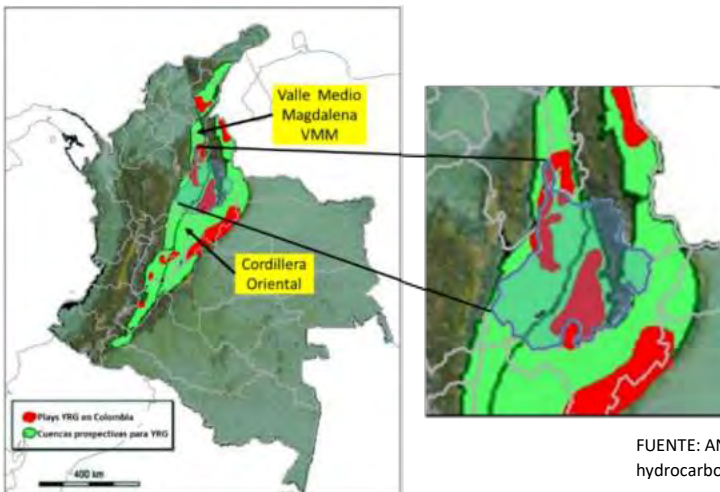 Valle Medio
Magdalena
VMM
Cordillera
Oriental
Plays YRG en Colombia
Cuencas prospectivas para YRG
400 km
FUENTE: AN
hydrocarbo